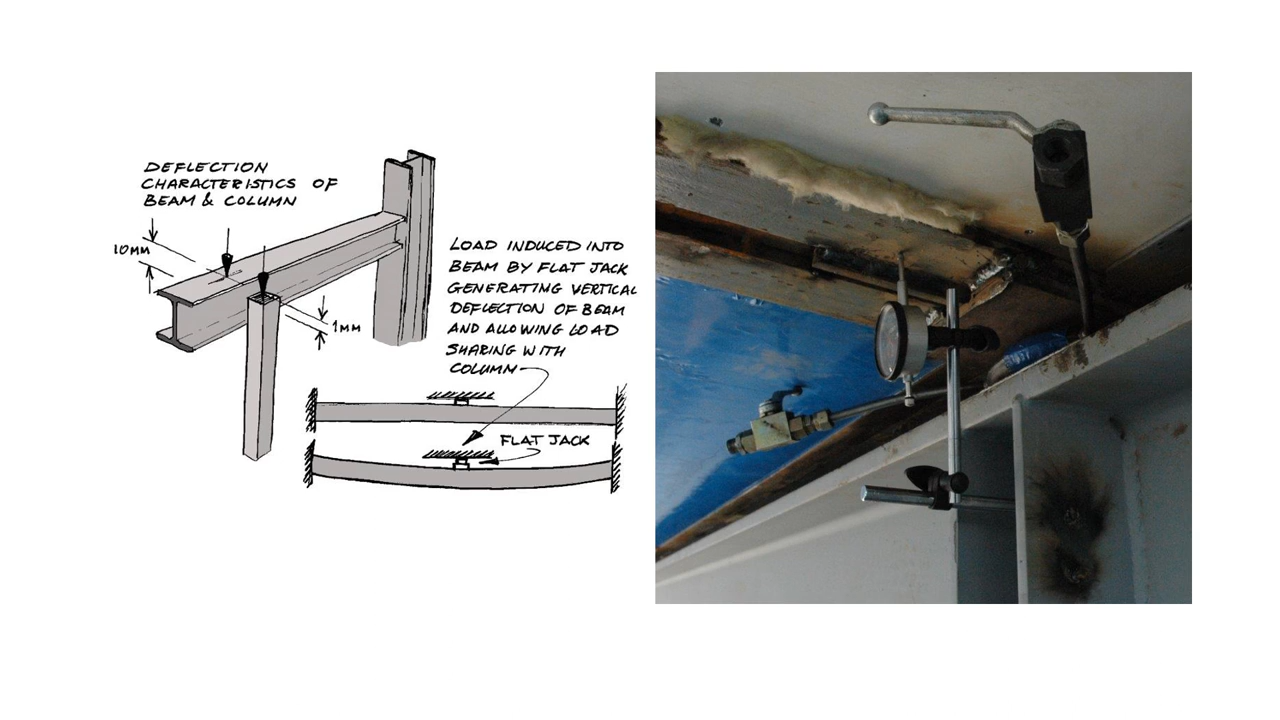 DEFLECTION
CHARACTERISTICS OF
BEAM & COLUMN
10MM
1MM
LOAD INDUCED INTO
BEAM BY FLAT JACK
GENERATING VERTICAL
DEFLECTION OF BEAM
AND ALLOWING LOAD
SHARING WITH
COLUMN
FLAT JACK